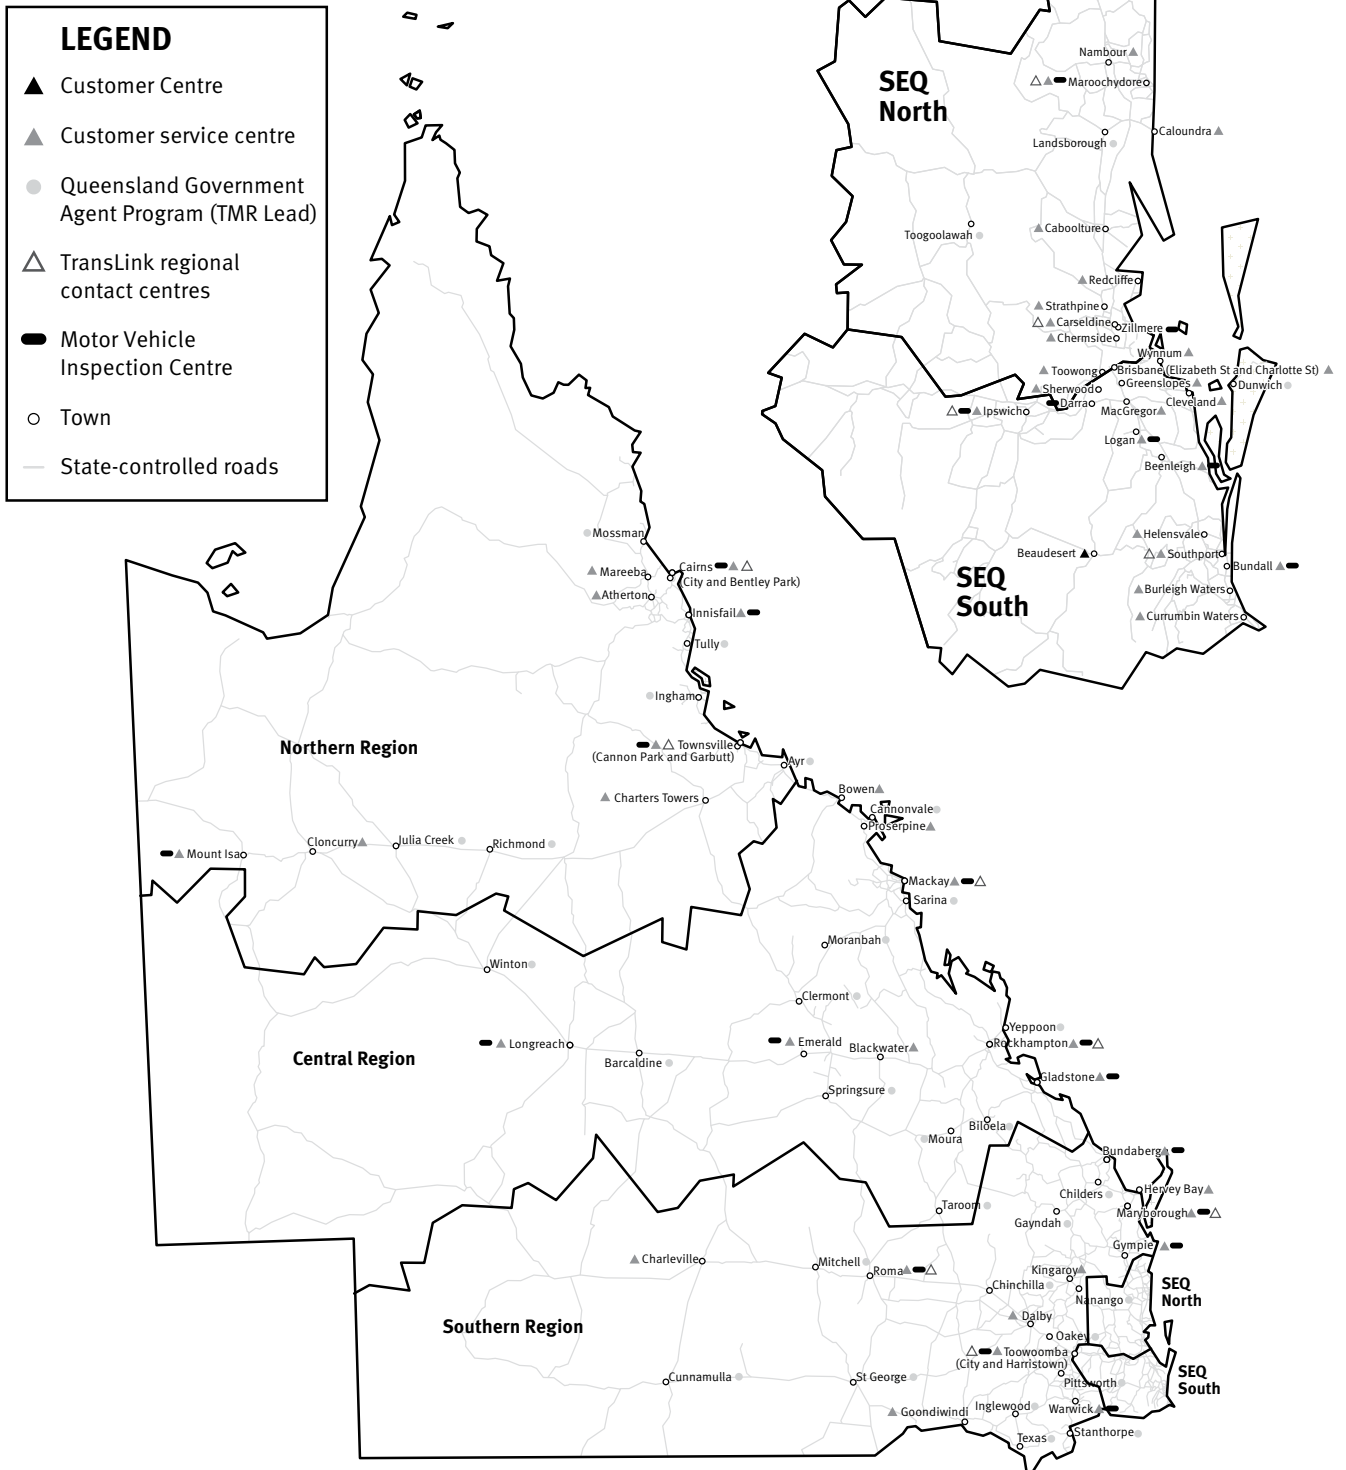 LEGEND
Customer Centre
Customer service centre
Queensland Government
Agent Program (TMR Lead)
TransLink regional
contact centres
Motor Vehicle
Inspection Centre
Town
State-controlled roads
SEQ
North
Nambour
Maroochydore
Landsborough
Caloundra
Toogoolawah
Caboolture
Redcliffe
Strathpine
Carseldine
Zillmere
Chermside
Wynnum
Toowong
Brisbane (Elizabeth St and Charlotte St)
Sherwood
Greenslopes
Dunwich
Ipswich
Darra
MacGregor
Cleveland
Logan
Beenleigh
Helensvale
Beaudesert
Southport
Bundall
SEQ
South
Burleigh Waters
Currumbin Waters
Mossman
Mareeba
Cairns
(City and Bentley Park)
Atherton
Innisfail
Tully
Ingham
Northern Region
Townsville
(Cannon Park and Garbutt)
Ayr
Charters Towers
Bowen
Cannonvale
Proserpine
Cloncurry
Julia Creek
Richmond
Mount Isa
Mackay
Sarina
Moranbah
Winton
Clermont
Yeppoon
Central Region
Longreach
Barcaldine
Emerald
Blackwater
Rockhampton
Gladstone
Springsure
Biloela
Moura
Bundaberg
Childers
Hervey Bay
Taroom
Gayndah
Maryborough
Gympie
Charleville
Mitchell
Roma
Kingaroy
Chinchilla
Nanango
SEQ
North
Southern Region
Dalby
Oakey
Toowoomba
(City and Harristown)
SEQ
South
Cunnamulla
St George
Pittsworth
Goondiwindi
Inglewood
Warwick
Texas
Stanthorpe